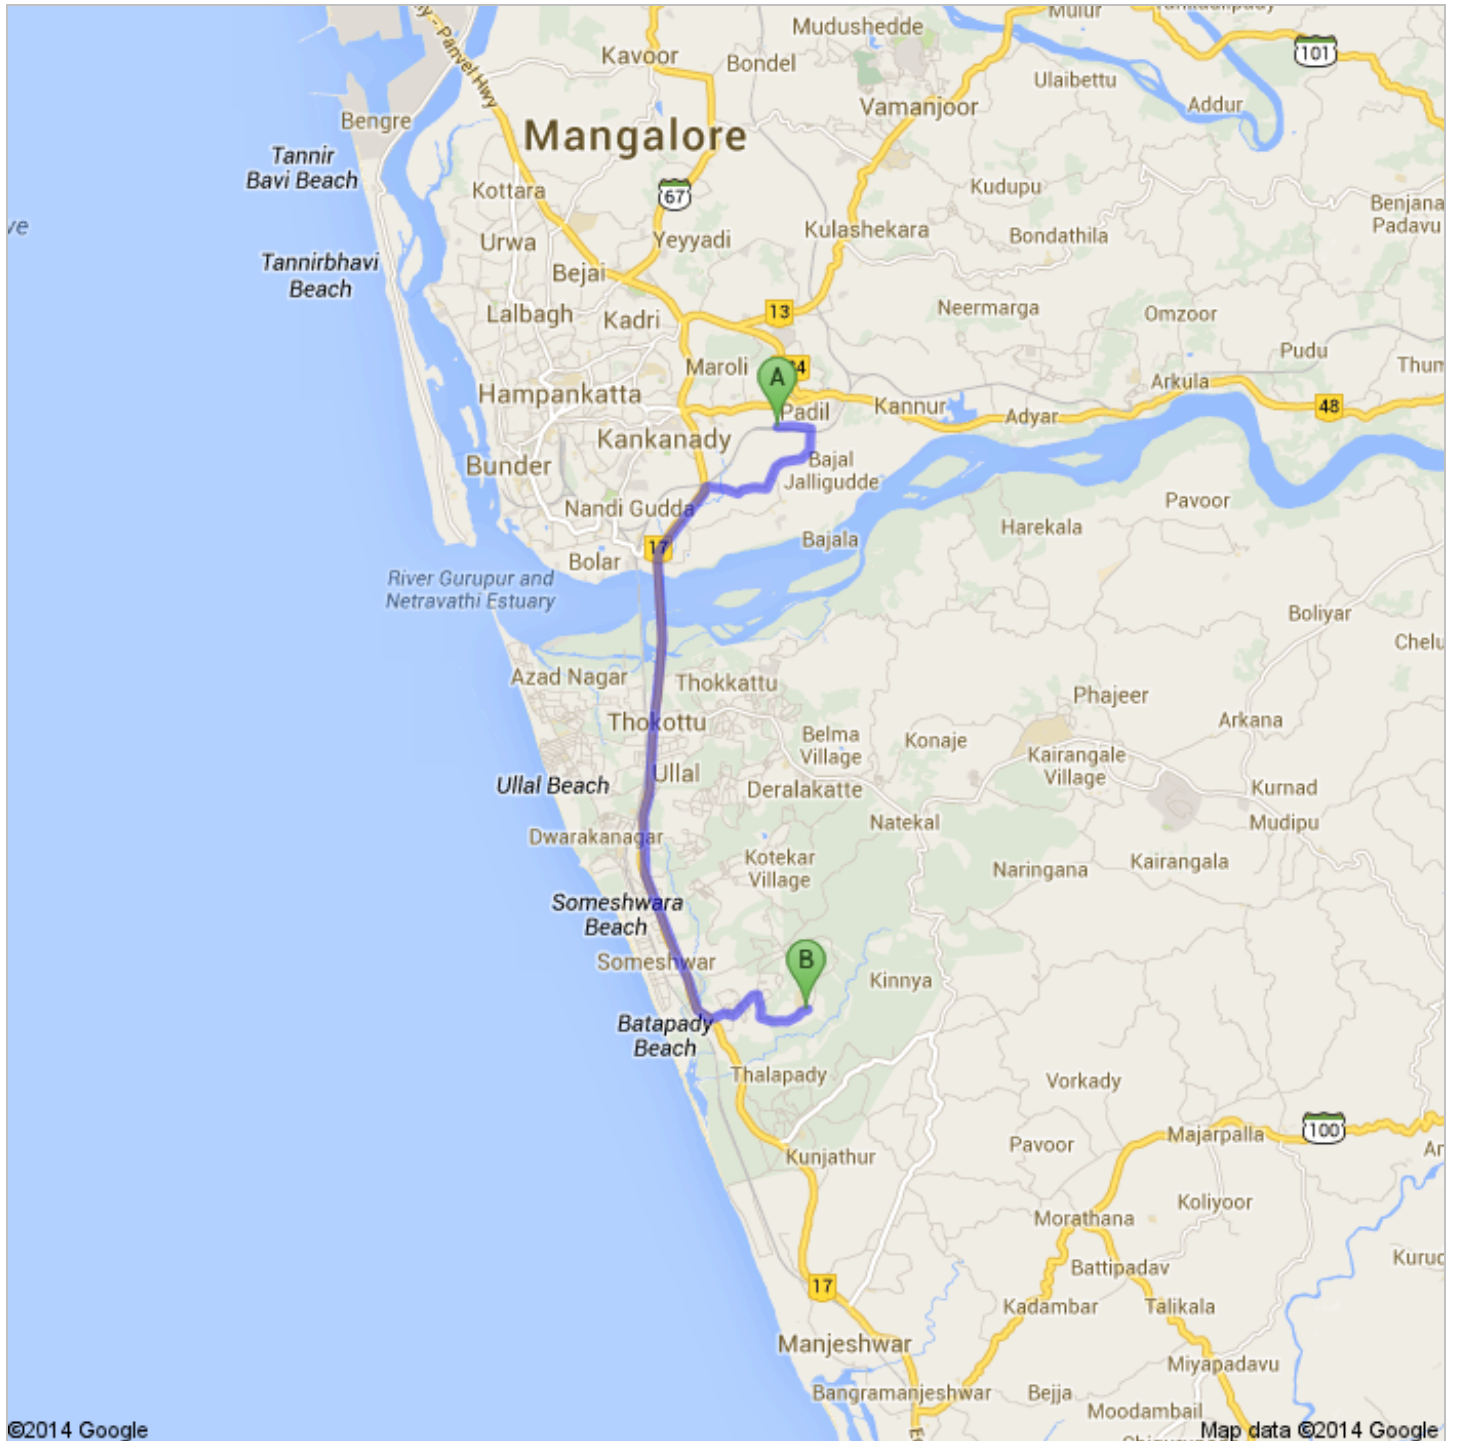 Mulur
Mudushedde
101
Kavoor
Bondel
Ulaibettu
Panvel Hwy
Vamanjoor
Addur
Bengre
Mangalore
Tannir
Bavi Beach
Kottara
67
Kudupu
Benjana
Padavu
Urwa
Yeyyadi
Kulashekara
Bondathila
Tannirbhavi
Beach
Bejai
Lalbagh
Kadri
13
Neermarga
Omzoor
Maroli
A
Pudu
Hampankatta
Padil
Kannur
Adyar
Arkula
48
Kankanady
Bunder
Bajal
Jalligudde
Nandi Gudda
Pavoor
Harekala
17
Bajala
Bolar
River Gurupur and
Netravathi Estuary
Boliyar
Azad Nagar
Thokkattu
Phajeer
Thokottu
Belma
Village
Konaje
Arkana
Kairangale
Village
Ullal
Ullal Beach
Deralakatte
Kurnad
Natekal
Mudipu
Dwarakanagar
Kotekar
Village
Naringana
Kairangala
Someshwara
Beach
Someshwar
B
Kinnya
Batapady
Beach
Thalapady
Vorkady
Kunjathur
Pavoor
Majarpalla
100
Koliyoor
Morathana
Battipadav
17
Kadambar
Talikala
Manjeshwar
Miyapadavu
Bangramanjeshwar
Bejja
Moodambail
©2014 Google
Map data ©2014 Google